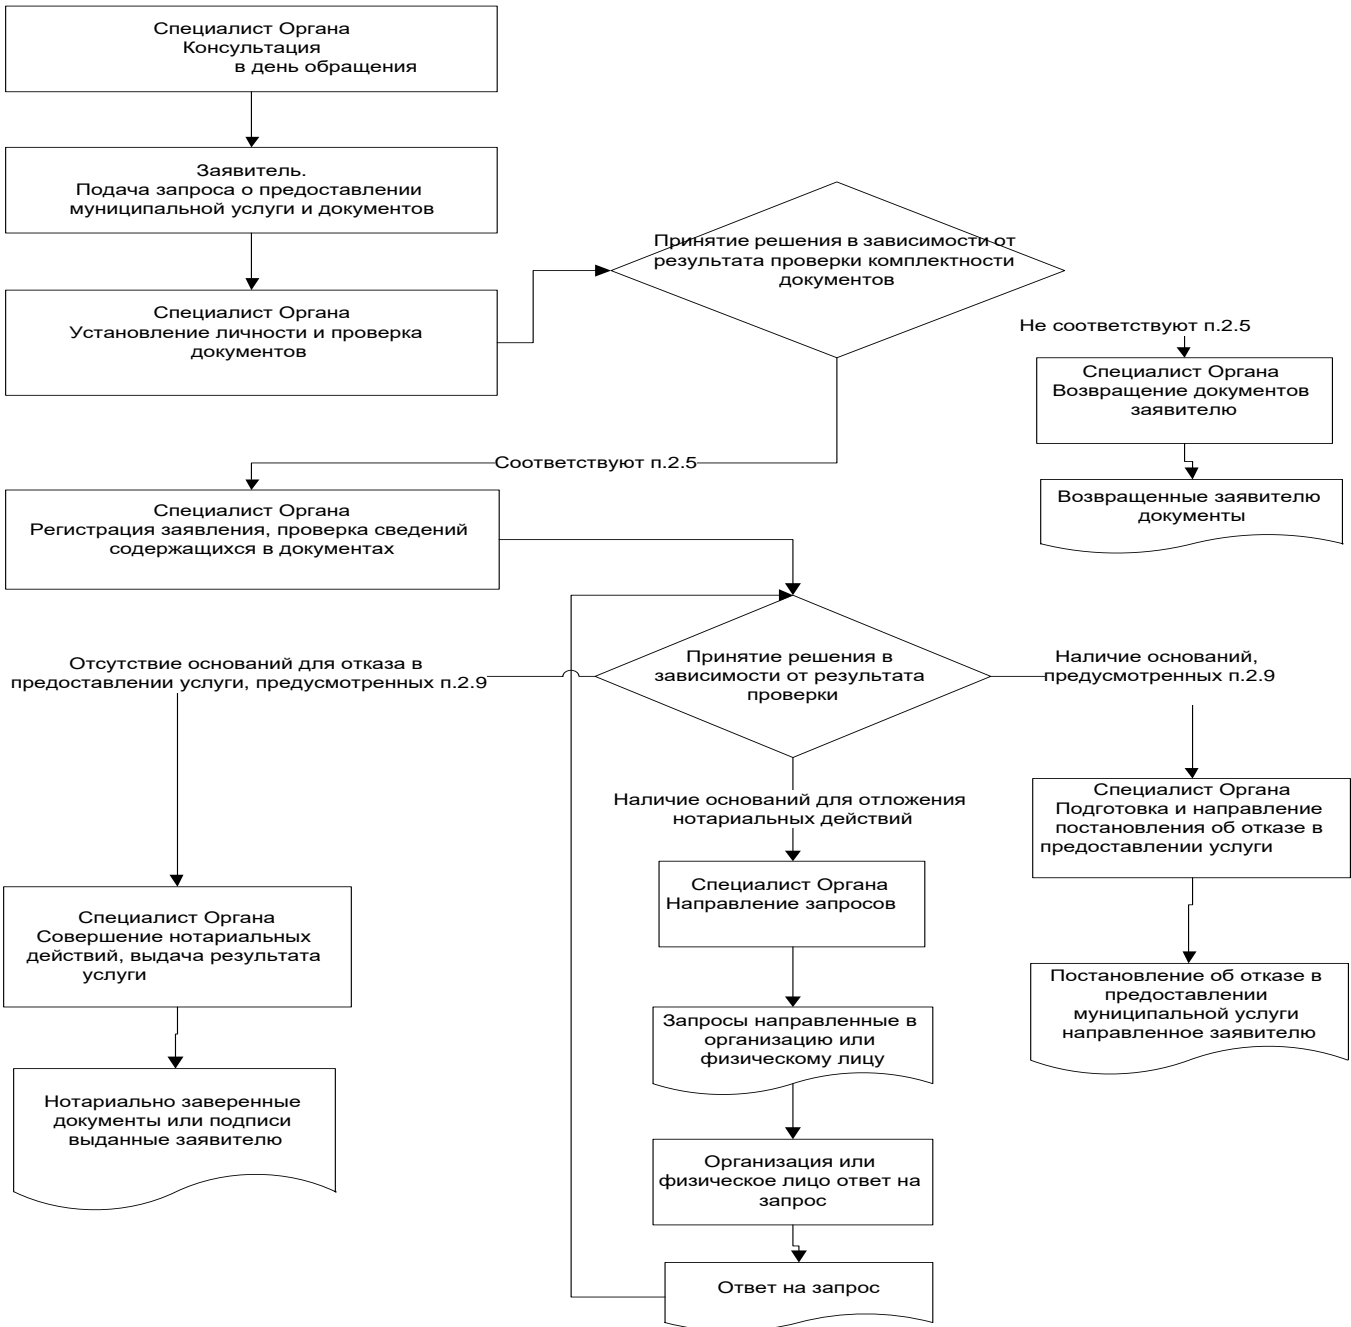 Специалист Органа
Консультация
в день обращения
Заявитель.
Подача запроса о предоставлении
муниципальной услуги и документов
Специалист Органа
Установление личности и проверка
документов
Принятие решения в зависимости от
результата проверки комплектности
документов
Не соответствуют п.2.5
Специалист Органа
Возвращение документов
заявителю
Возвращенные заявителю
документы
Соответствуют п.2.5
Специалист Органа
Регистрация заявления, проверка сведений
содержащихся в документах
Принятие решения в
зависимости от результата
проверки
Отсутствие оснований для отказа в
предоставлении услуги, предусмотренных п.2.9
Наличие оснований,
предусмотренных п.2.9
Наличие оснований для отложения
нотариальных действий
Специалист Органа
Подготовка и направление
постановления об отказе в
предоставлении услуги
Специалист Органа
Направление запросов
Специалист Органа
Совершение нотариальных
действий, выдача результата
услуги
Постановление об отказе в
предоставлении
муниципальной услуги
направленное заявителю
Запросы направленные в
организацию или
физическому лицу
Нотариально заверенные
документы или подписи
выданные заявителю
Организация или
физическое лицо ответ на
запрос
Ответ на запрос